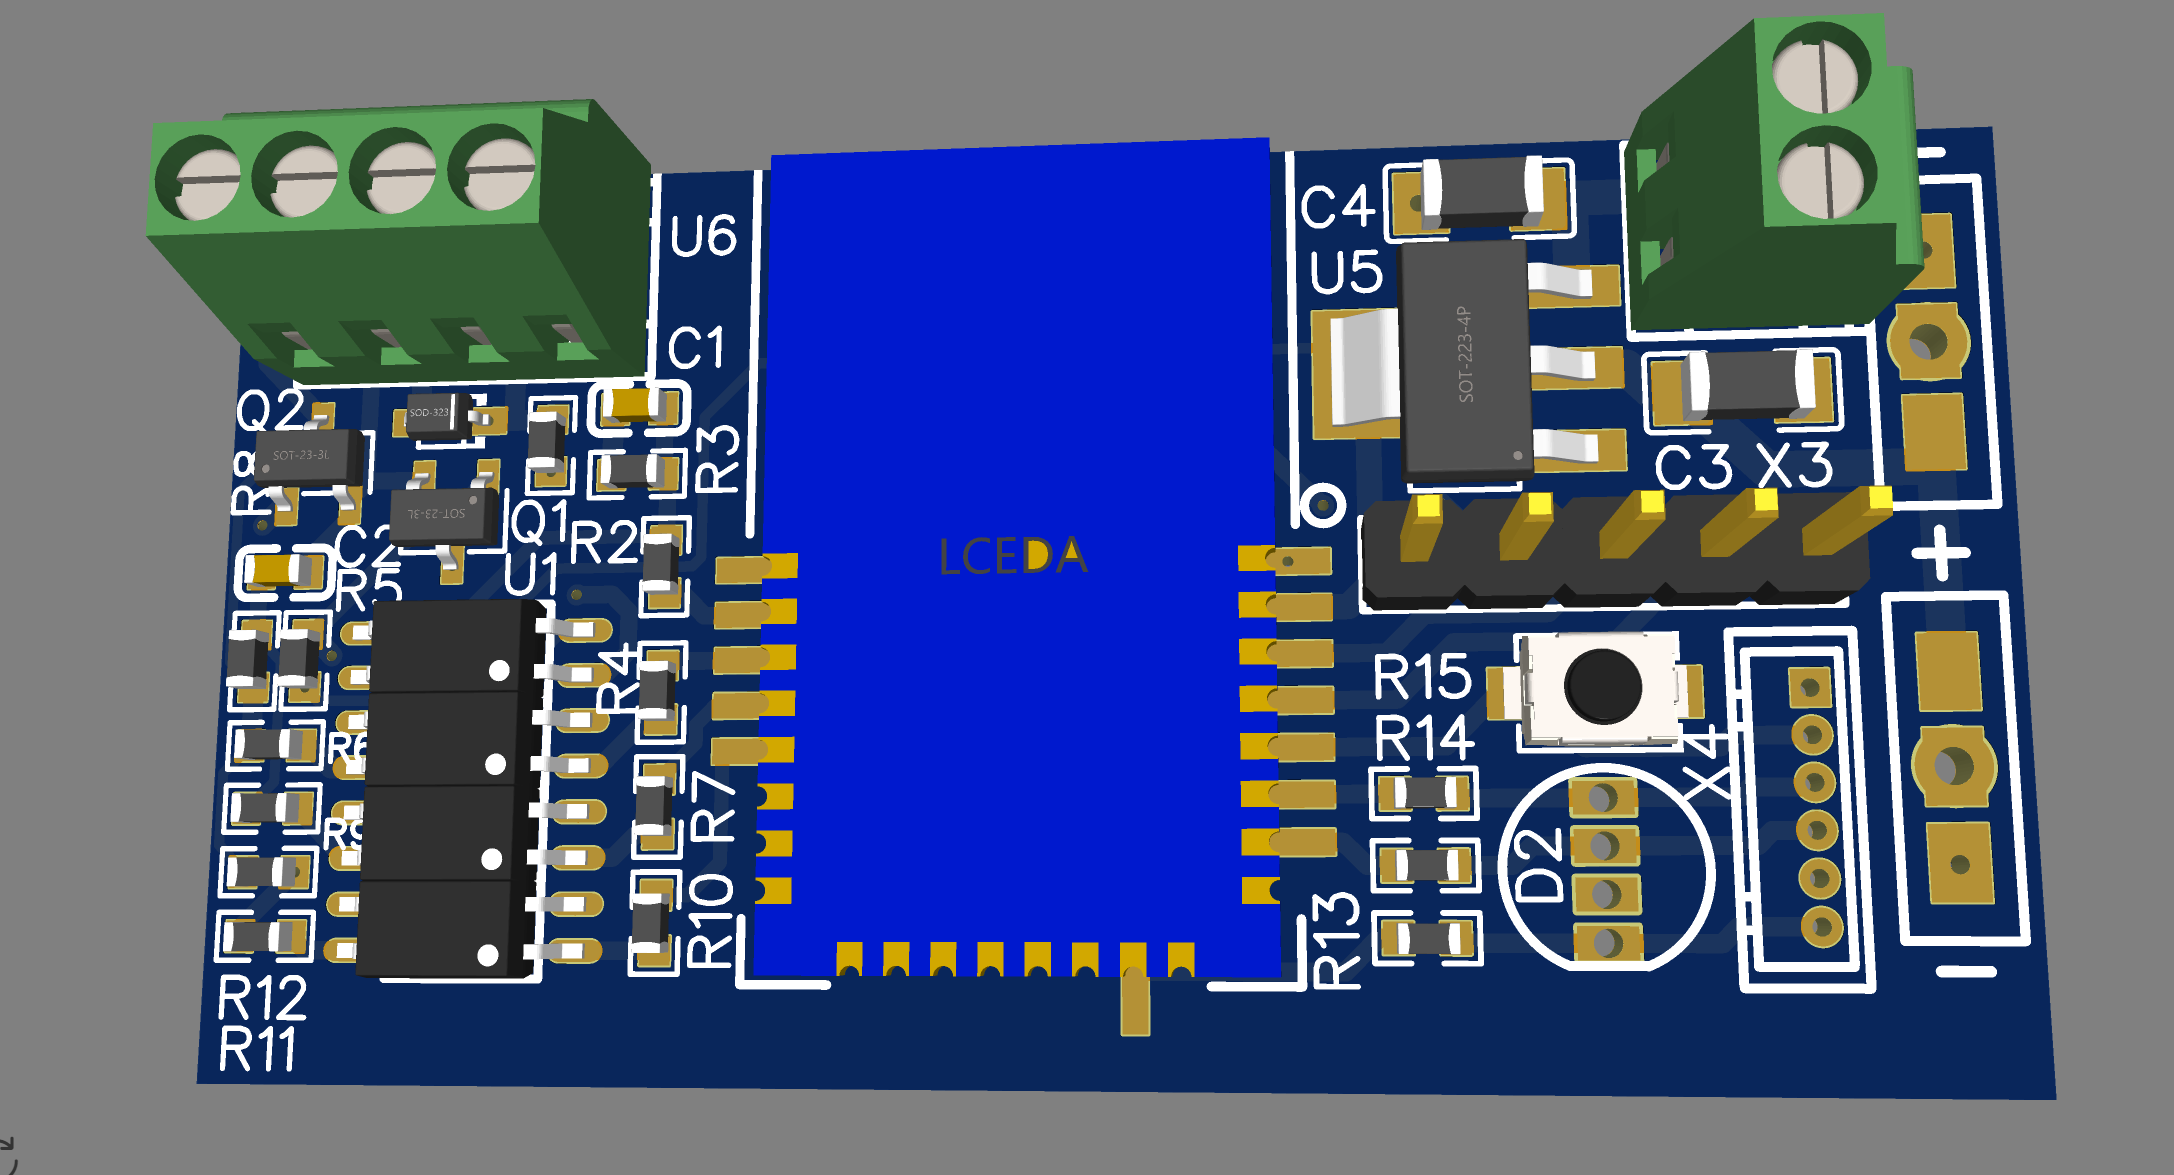 U6
C1
C4
U5
SOT-223-4P
C3
X3
Q2
SOD-323
SOT-23-3L
R8
R3
SOT-23-3L
Q1
C2
R2
R5
U1
LCEDA
+
R4
R6
R15
R14
X4
R7
R9
D2
R10
R13
R12
R11